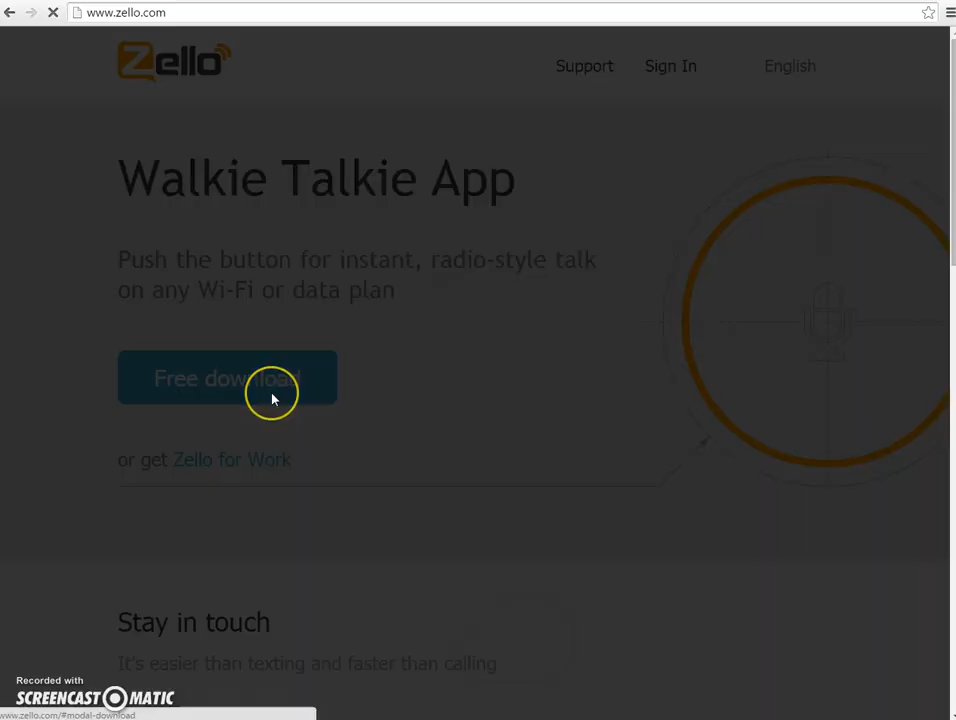 www.zello.com
Zello
Support Sign In English
Walkie Talkie App
Push the button for instant, radio-style talk
on any Wi-Fi or data plan
Free download
or get Zello for Work
Stay in touch
It's easier than texting and faster than calling
Recorded with
SCREENCAST MATIC
www.zello.com/#modal-download